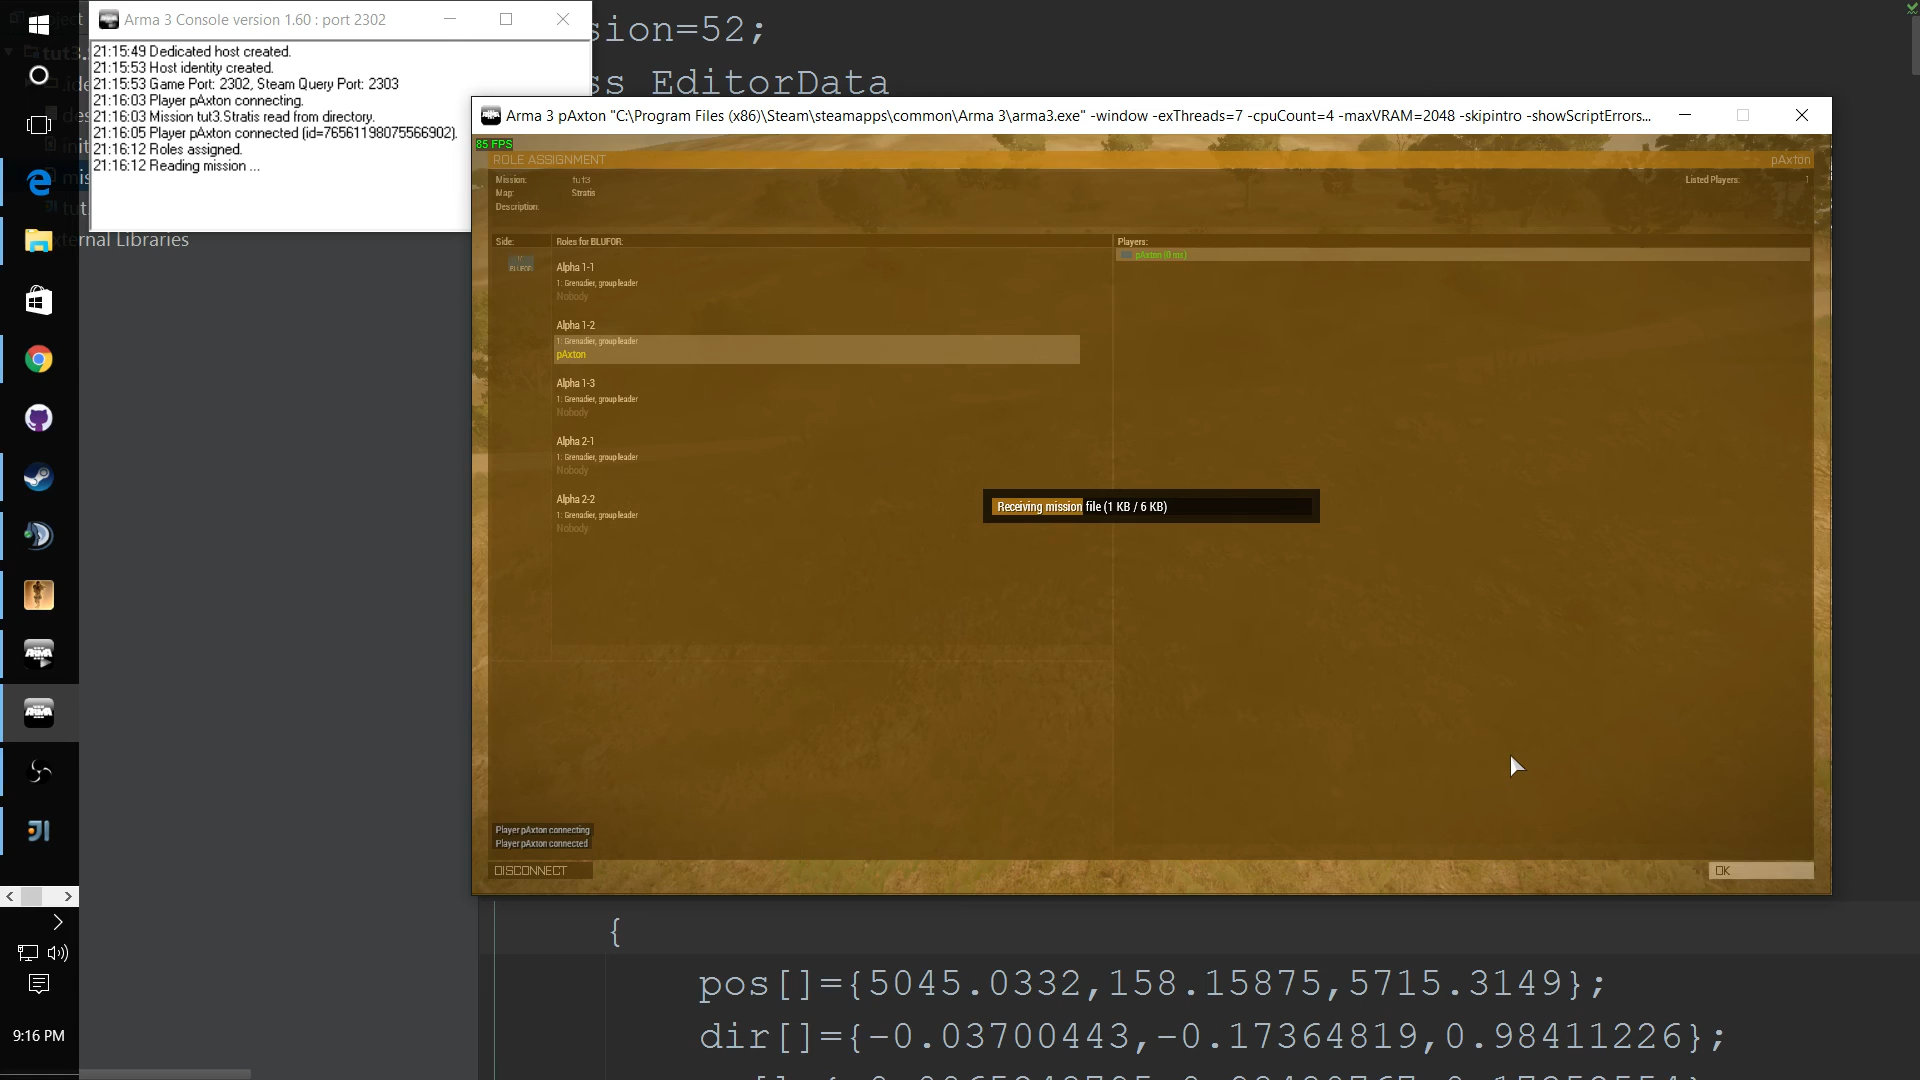 Arma 3 Console version 1.60 : port 2302
21:15:49 Dedicated host created.
21:15:53 Host identity created.
21:15:53 Game Port: 2302, Steam Query Port: 2303
21:16:03 Player pAxton connecting.
21:16:03 Mission tut3.Stratis read from directory.
21:16:05 Player pAxton connected (id=76561198075566902).
21:16:12 Roles assigned.
21:16:12 Reading mission ...
sion=52;
ss EditorData
Arma 3 pAxton "C:\Program Files (x86)\Steam\steamapps\common\Arma 3\arma3.exe" -window -exThreads=7 -cpuCount=4 -maxVRAM=2048 -skipintro -showScriptErrors...
85 FPS
ROLE ASSIGNMENT
pAxton
Mission: tut3
Map: Stratis
Description:
Listed Players: 1
Side:
BLUFOR
Roles for BLUFOR:
Alpha 1-1
1: Grenadier, group leader
Nobody
Alpha 1-2
1: Grenadier, group leader
pAxton
Alpha 1-3
1: Grenadier, group leader
Nobody
Alpha 2-1
1: Grenadier, group leader
Nobody
Alpha 2-2
1: Grenadier, group leader
Nobody
Players:
pAxton (0 ms)
Receiving mission file (1 KB / 6 KB)
Player pAxton connecting
Player pAxton connected
DISCONNECT
OK
ternal Libraries
{
pos[]={5045.0332,158.15875,5715.3149};
dir[]={-0.03700443,-0.17364819,0.98411226};
9:16 PM